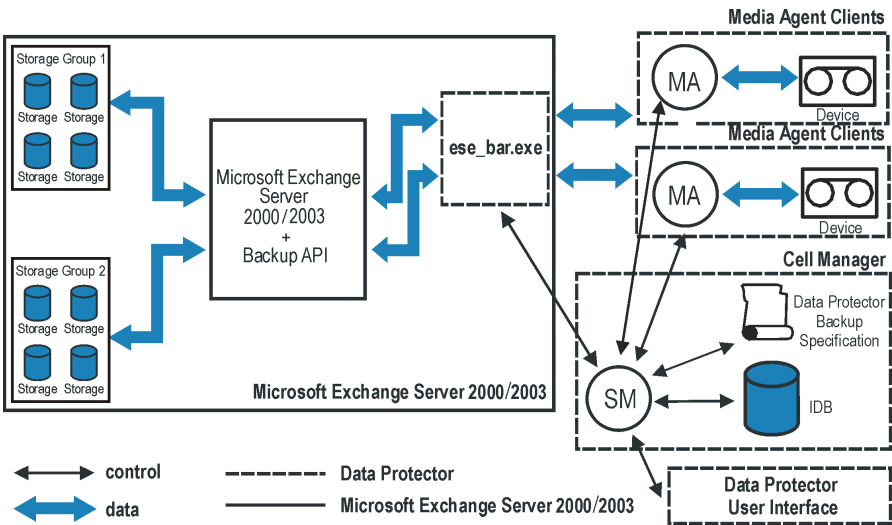 Storage Group 1
Storage
Storage
Storage
Storage
Storage Group 2
Storage
Storage
Storage
Storage
Microsoft Exchange
Server
2000/2003
+
Backup API
ese_bar.exe
Microsoft Exchange Server 2000/2003
Media Agent Clients
MA
Device
Media Agent Clients
MA
Device
Cell Manager
Data Protector
Backup
Specification
SM
IDB
Data Protector
User Interface
control
data
Data Protector
Microsoft Exchange Server 2000/2003